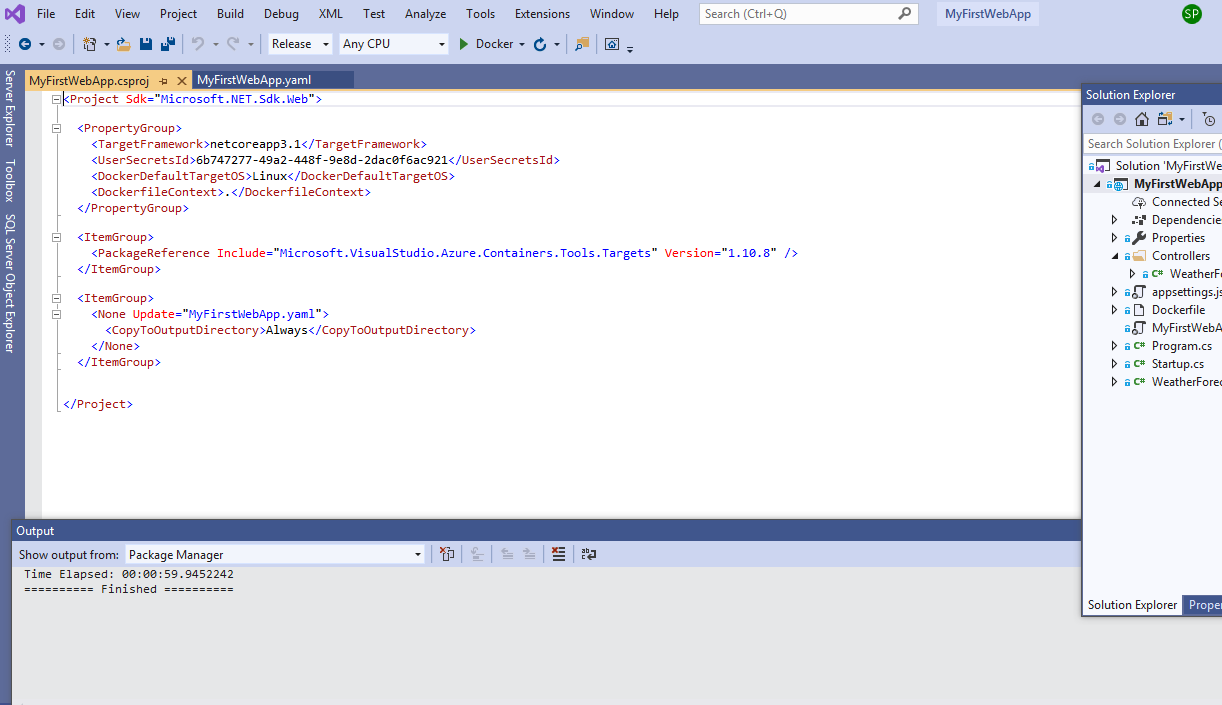 File Edit View Project Build Debug XML Test Analyze Tools Extensions Window Help Search (Ctrl+Q) MyFirstWebApp SP
Release Any CPU Docker
Server Explorer
Toolbox
SQL Server Object Explorer
MyFirstWebApp.csproj MyFirstWebApp.yaml
<Project Sdk="Microsoft.NET.Sdk.Web">
<PropertyGroup>
<TargetFramework>netcoreapp3.1</TargetFramework>
<UserSecretsId>6b747277-49a2-448f-9e8d-2dac0f6ac921</UserSecretsId>
<DockerDefaultTargetOS>Linux</DockerDefaultTargetOS>
<DockerfileContext>.</DockerfileContext>
</PropertyGroup>
<ItemGroup>
<PackageReference Include="Microsoft.VisualStudio.Azure.Containers.Tools.Targets" Version="1.10.8" />
</ItemGroup>
<ItemGroup>
<None Update="MyFirstWebApp.yaml">
<CopyToOutputDirectory>Always</CopyToOutputDirectory>
</None>
</ItemGroup>
</Project>
Solution Explorer
Search Solution Explorer (
Solution 'MyFirstWe
MyFirstWebApp
Connected Se
Dependencie
Properties
Controllers
C# WeatherFo
appsettings.js
Dockerfile
MyFirstWebA
C# Program.cs
C# Startup.cs
C# WeatherForec
Solution Explorer Proper
Output
Show output from: Package Manager
Time Elapsed: 00:00:59.9452242
========== Finished ==========